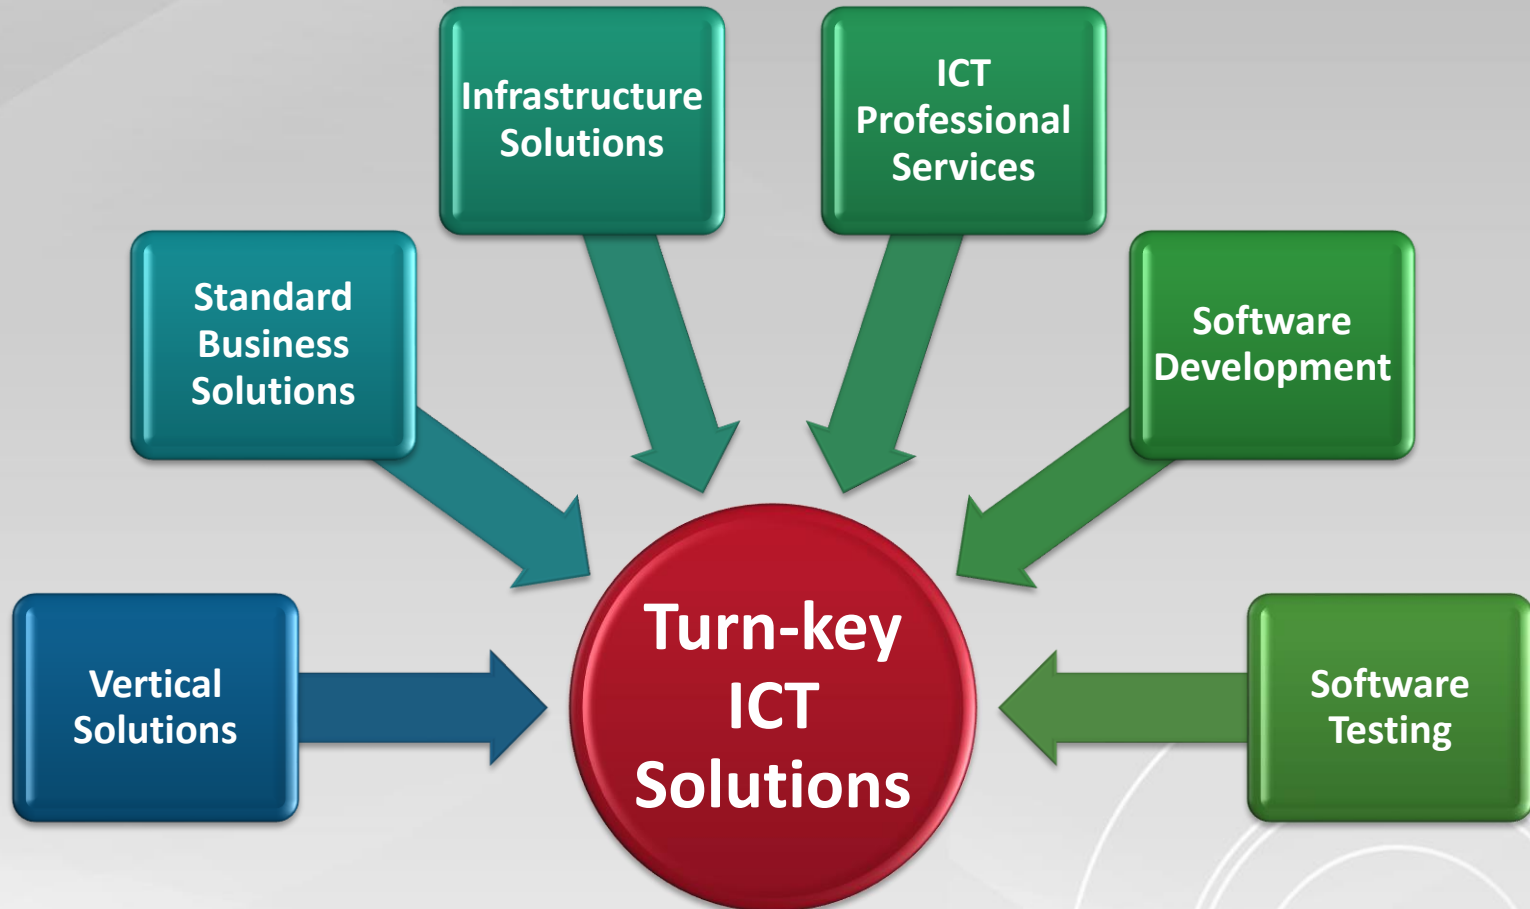 Infrastructure
Solutions
ICT
Professional
Services
Standard
Business
Solutions
Software
Development
Vertical
Solutions
Turn-key
ICT
Solutions
Software
Testing